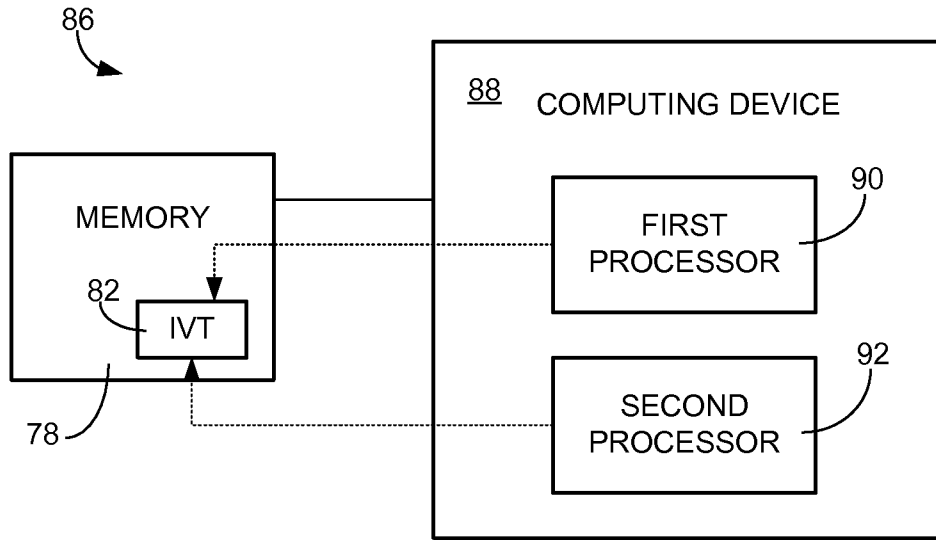 86
88
COMPUTING DEVICE
MEMORY
82
IVT
78
FIRST
PROCESSOR
90
SECOND
PROCESSOR
92